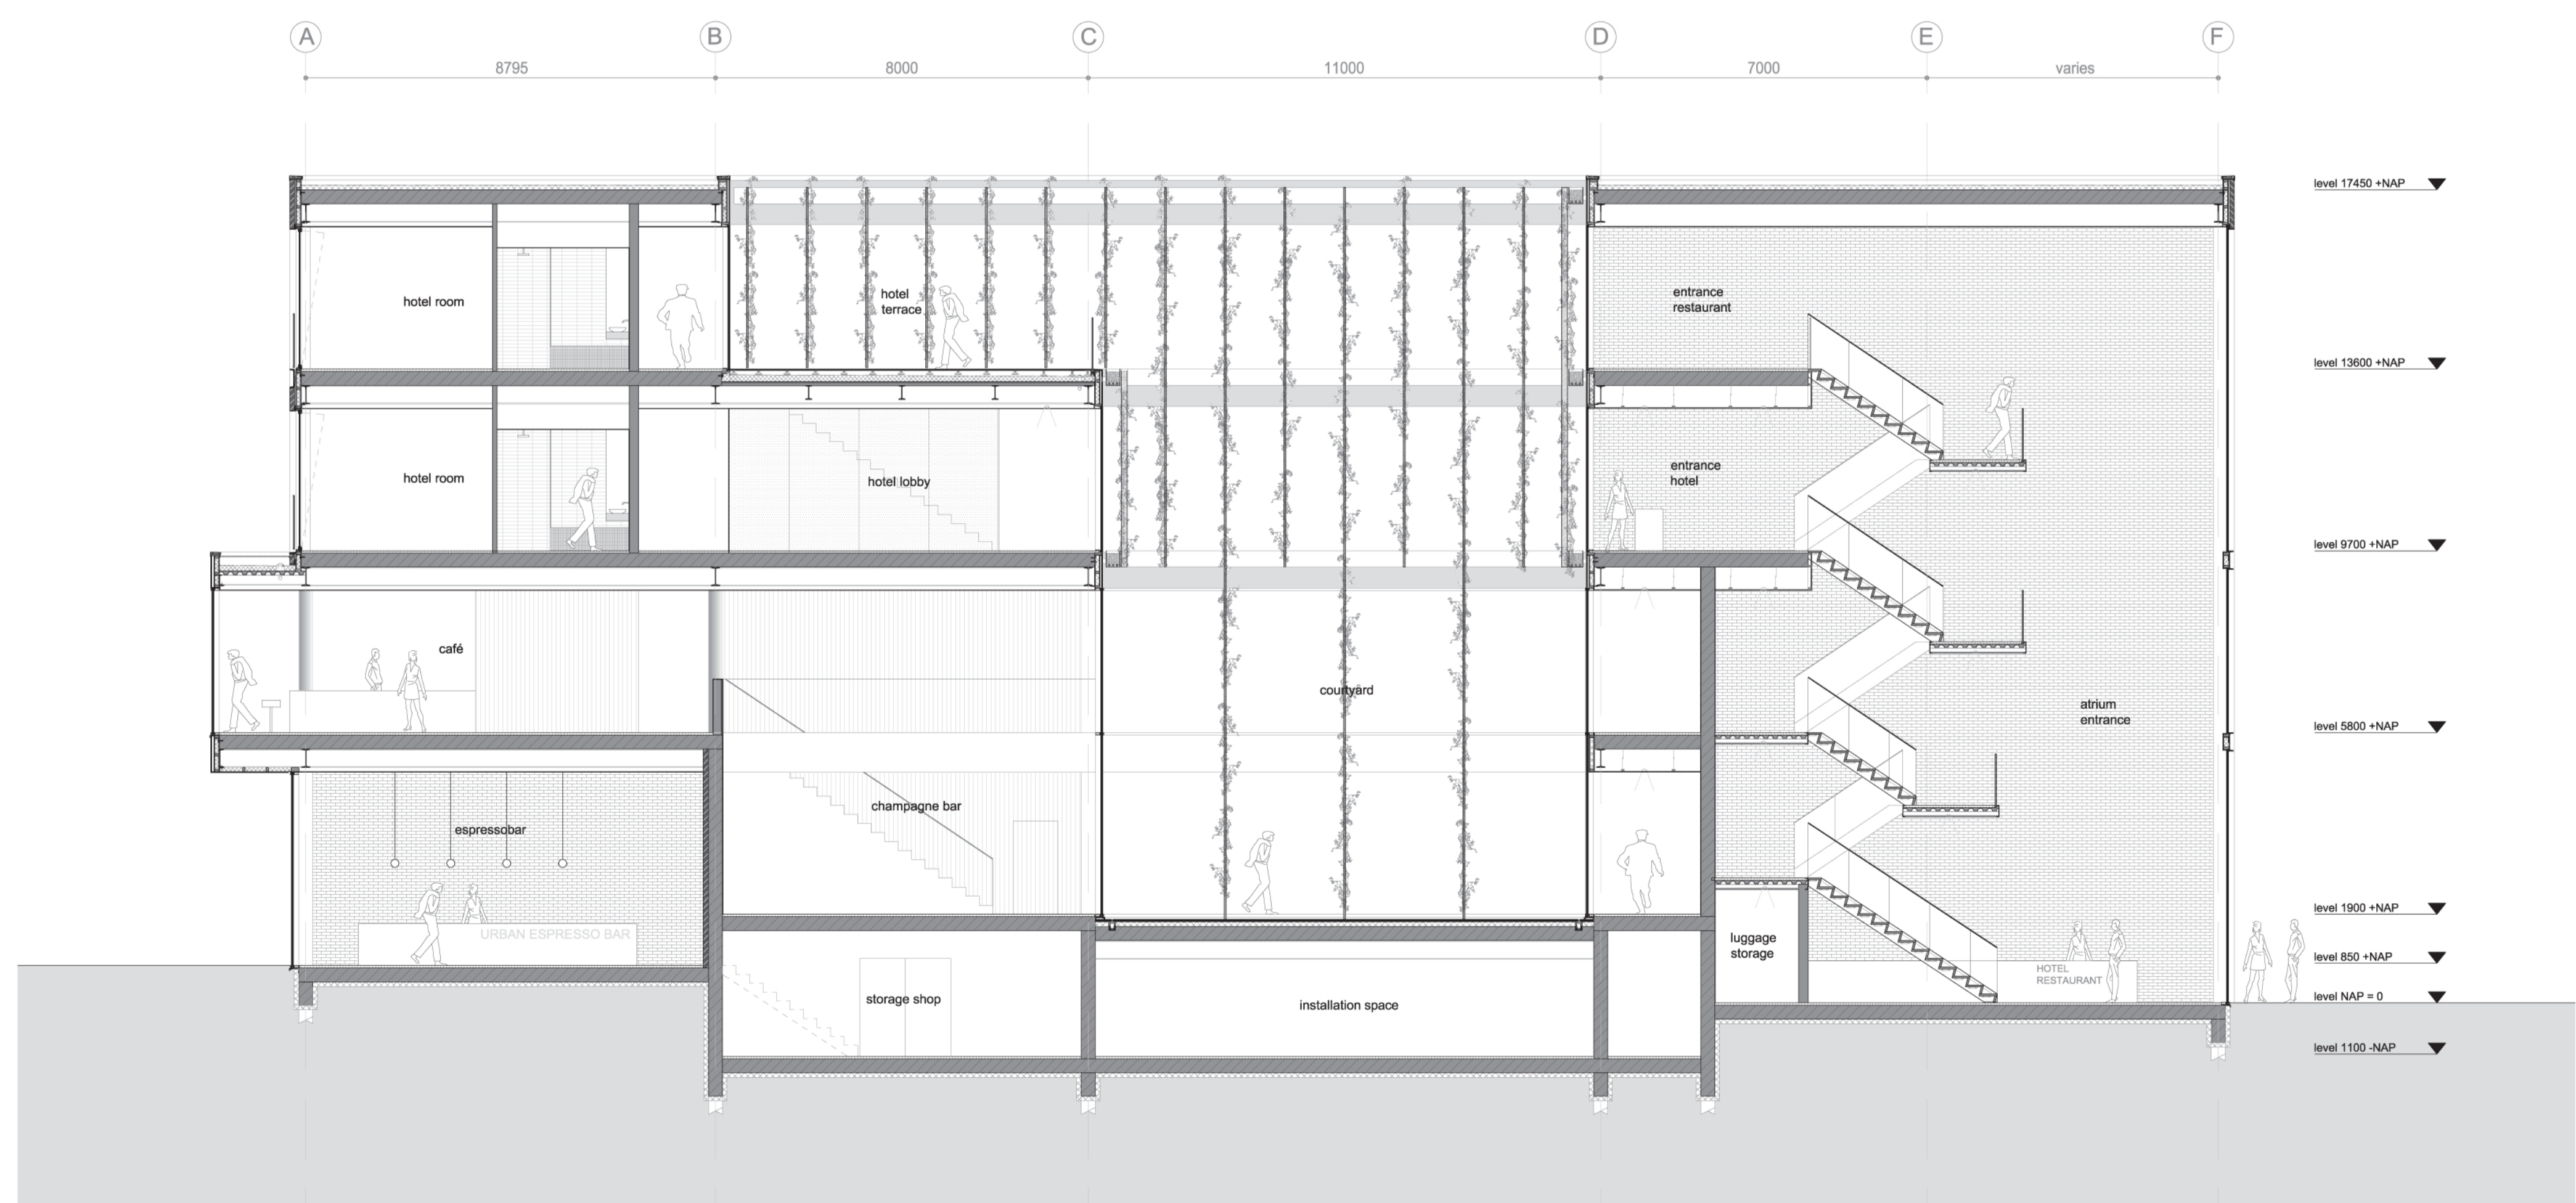 A
B
C
D
E
F
8795
8000
11000
7000
varies
level 17450 +NAP
hotel room
hotel
terrace
entrance
restaurant
level 13600 +NAP
hotel room
hotel lobby
entrance
hotel
level 9700 +NAP
café
courtyard
atrium
entrance
level 5800 +NAP
espressobar
champagne bar
level 1900 +NAP
URBAN ESPRESSO BAR
luggage
storage
level 850 +NAP
HOTEL
RESTAURANT
storage shop
installation space
level NAP = 0
level 1100 -NAP